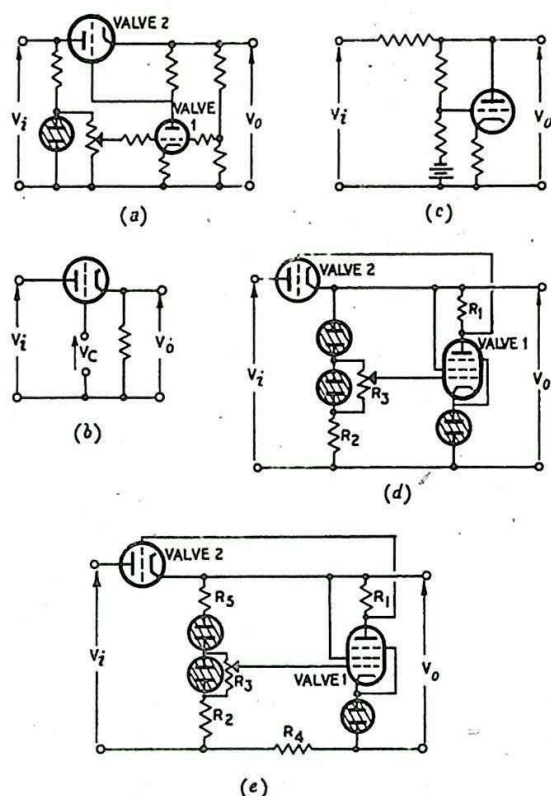 VALVE 2
VALVE
1
Vi
Vo
(a)
Vi
Vo
(c)
Vi
VC
Vo
(b)
VALVE 2
R1
VALVE 1
Vi
R3
Vo
R2
(d)
VALVE 2
R5
R1
Vi
R3
VALVE 1
Vo
R2
R4
(e)